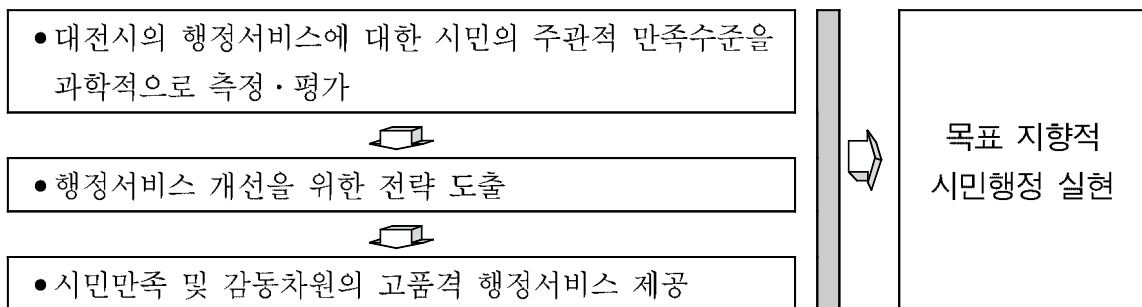 ●대전시의 행정서비스에 대한 시민의 주관적 만족수준을
과학적으로 측정·평가
●행정서비스 개선을 위한 전략 도출
●시민만족 및 감동차원의 고품격 행정서비스 제공
목표 지향적
시민행정 실현